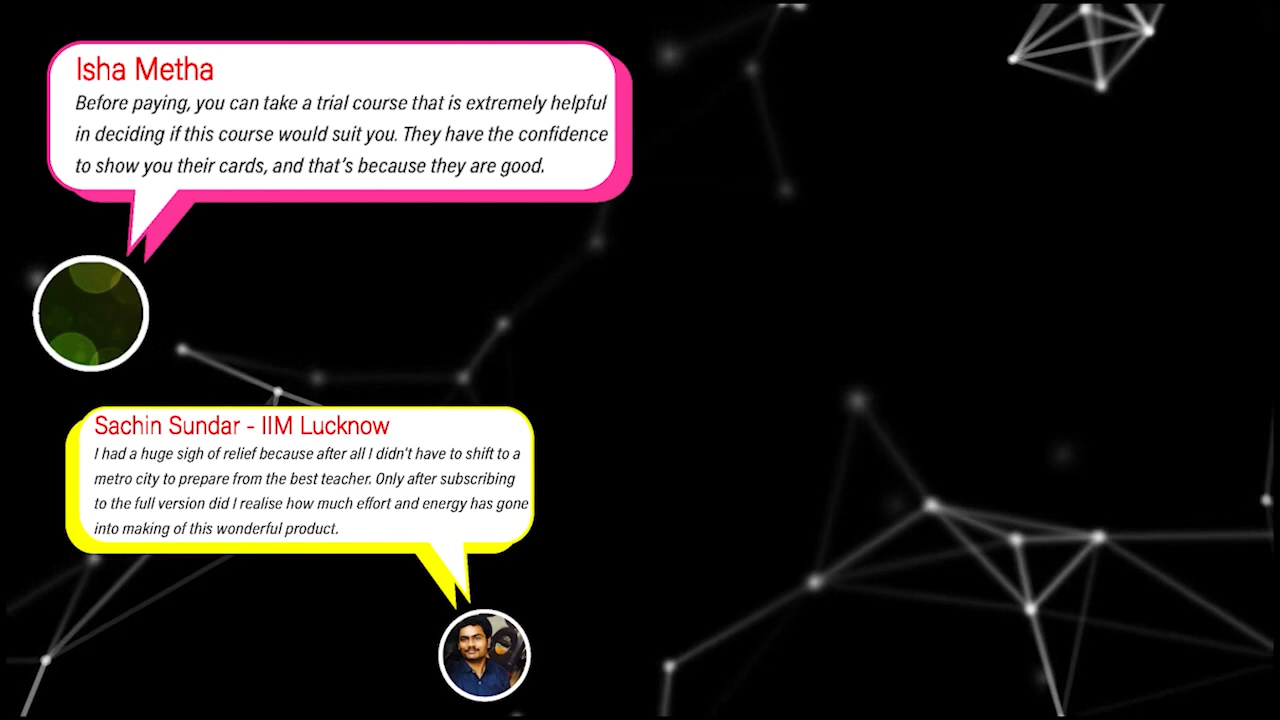 Isha Metha
Before paying, you can take a trial course that is extremely helpful
in deciding if this course would suit you. They have the confidence
to show you their cards, and that's because they are good.
Sachin Sundar - IIM Lucknow
I had a huge sigh of relief because after all I didn't have to shift to a
metro city to prepare from the best teacher. Only after subscribing
to the full version did I realise how much effort and energy has gone
into making of this wonderful product.